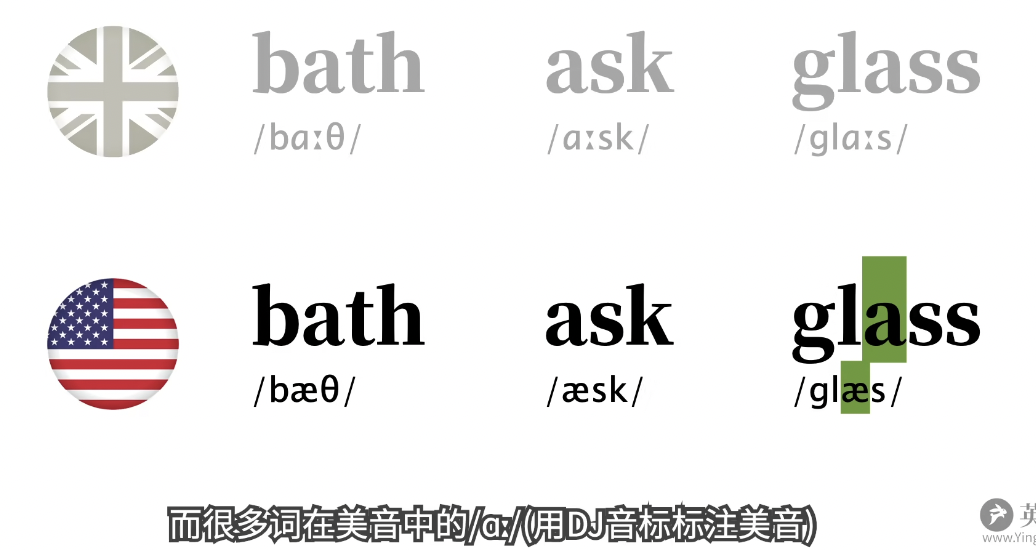 bath ask glass
/bɑːθ/ /ɑːsk/ /glɑːs/
bath ask glass
/bæθ/ /æsk/ /glæs/
而很多词在美音中的/ɑː/(用DJ音标标注美音)
英
www.Ying